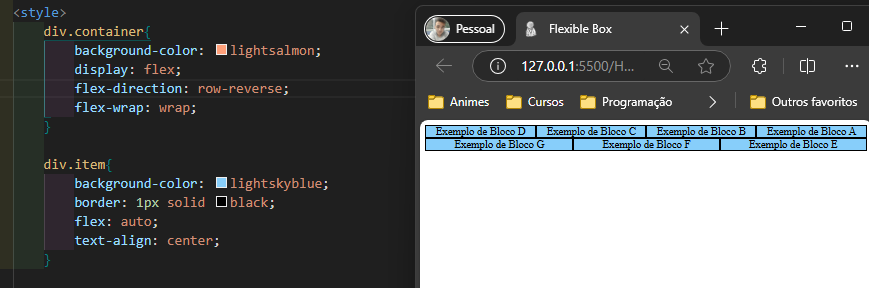 <style>
div.container{
background-color: lightsalmon;
display: flex;
flex-direction: row-reverse;
flex-wrap: wrap;
}
div.item{
background-color: lightskyblue;
border: 1px solid black;
flex: auto;
text-align: center;
}
Pessoal Flexible Box
127.0.0.1:5500/H...
Animes Cursos Programação Outros favoritos
Exemplo de Bloco D Exemplo de Bloco C Exemplo de Bloco B Exemplo de Bloco A
Exemplo de Bloco G Exemplo de Bloco F Exemplo de Bloco E